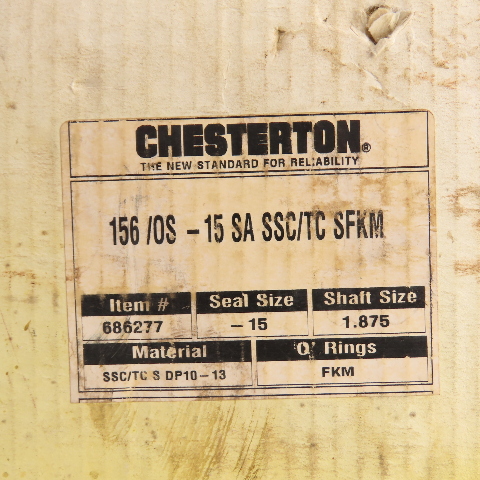 CHESTERTON®
THE NEW STANDARD FOR RELIABILITY
156 /OS -15 SA SSC/TC SFKM
Item # Seal Size Shaft Size
686277 -15 1.875
Material 'O' Rings
SSC/TC S DP10-13 FKM